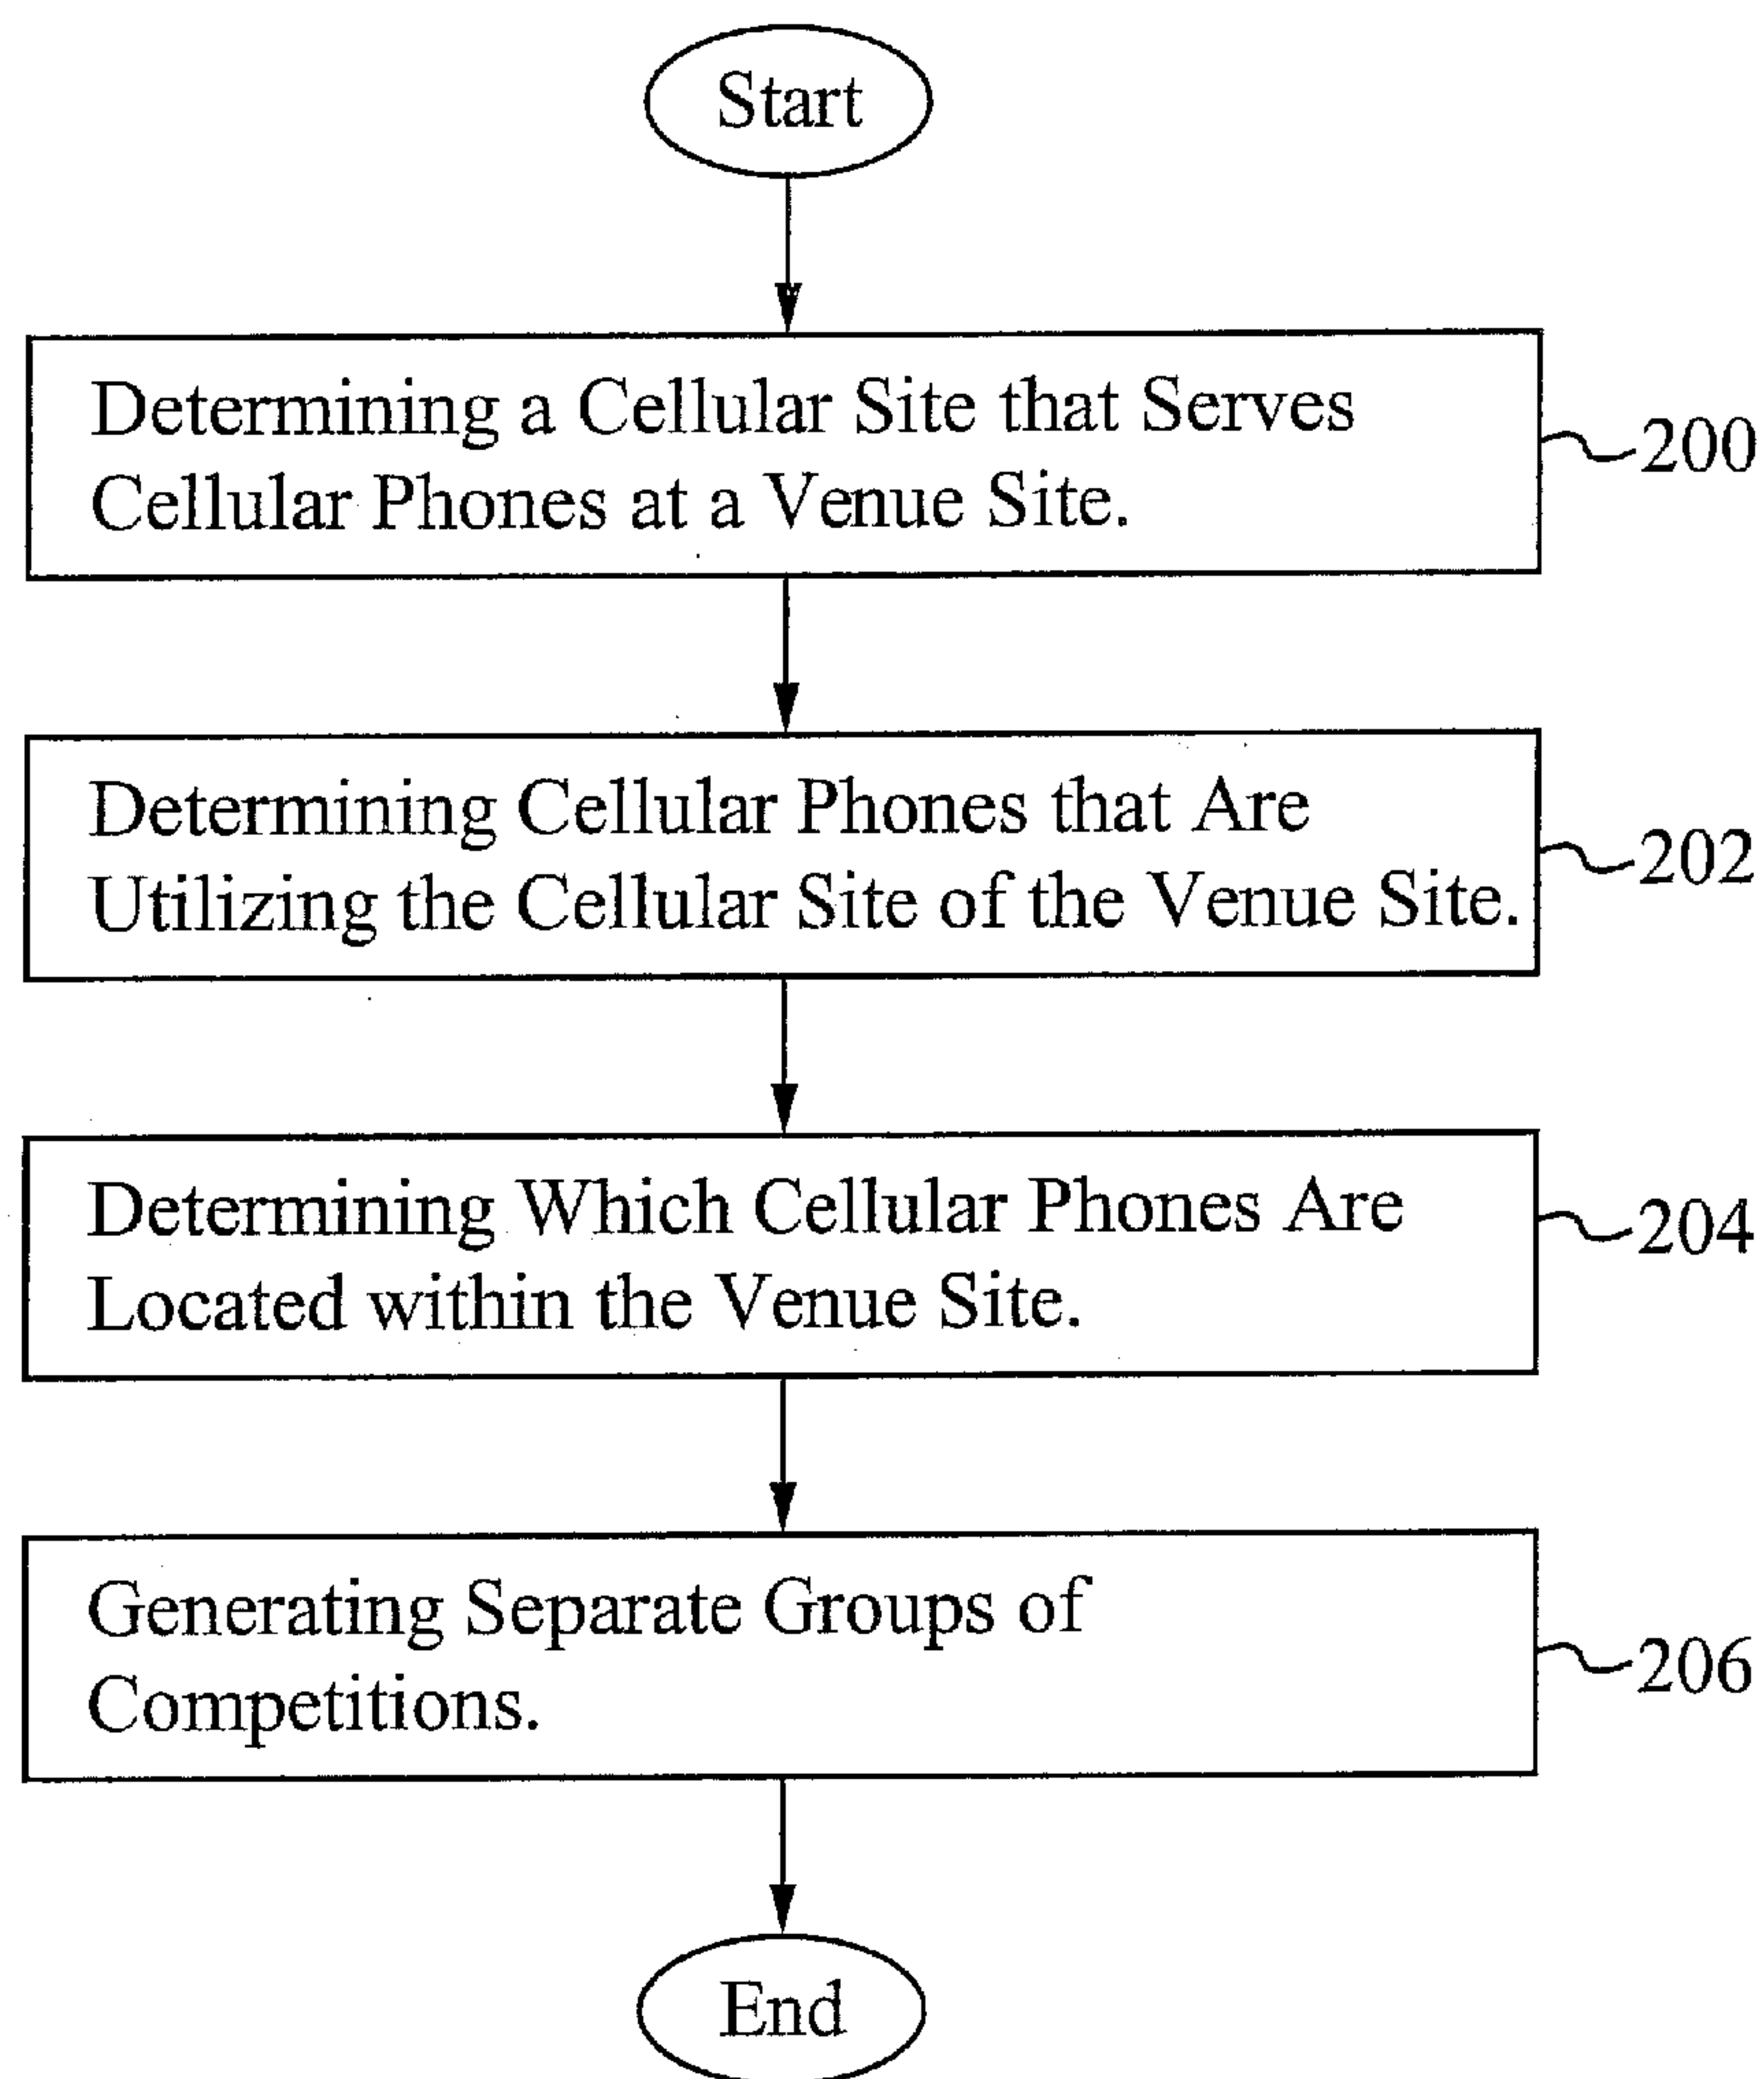 Start
Determining a Cellular Site that Serves
Cellular Phones at a Venue Site.
200
Determining Cellular Phones that Are
Utilizing the Cellular Site of the Venue Site.
202
Determining Which Cellular Phones Are
Located within the Venue Site.
204
Generating Separate Groups of
Competitions.
206
End